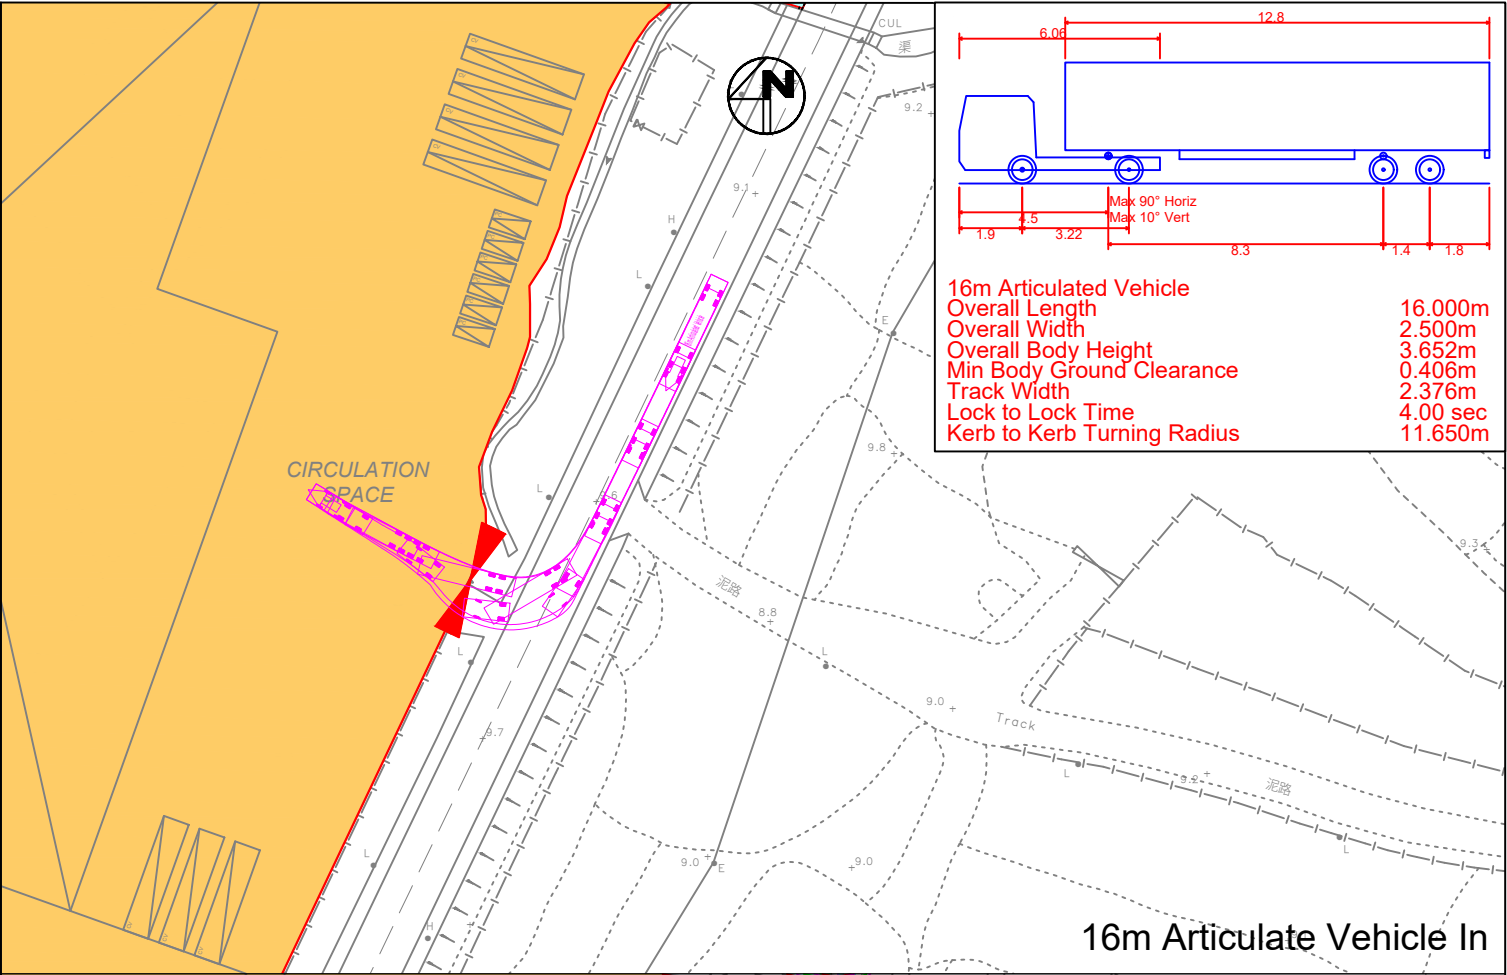 CUL
渠
9.2
N
9.1
H
L
E
9.8
CIRCULATION
SPACE
L
泥路
8.8
L
L
9.0
Track
9.7
9.3
L
9.2
泥路
L
L
9.0
E
9.0
H
12.8
6.06
Max 90° Horiz
Max 10° Vert
4.5
1.9
3.22
8.3
1.4
1.8
16m Articulated Vehicle
Overall Length 16.000m
Overall Width 2.500m
Overall Body Height 3.652m
Min Body Ground Clearance 0.406m
Track Width 2.376m
Lock to Lock Time 4.00 sec
Kerb to Kerb Turning Radius 11.650m
16m Articulate Vehicle In